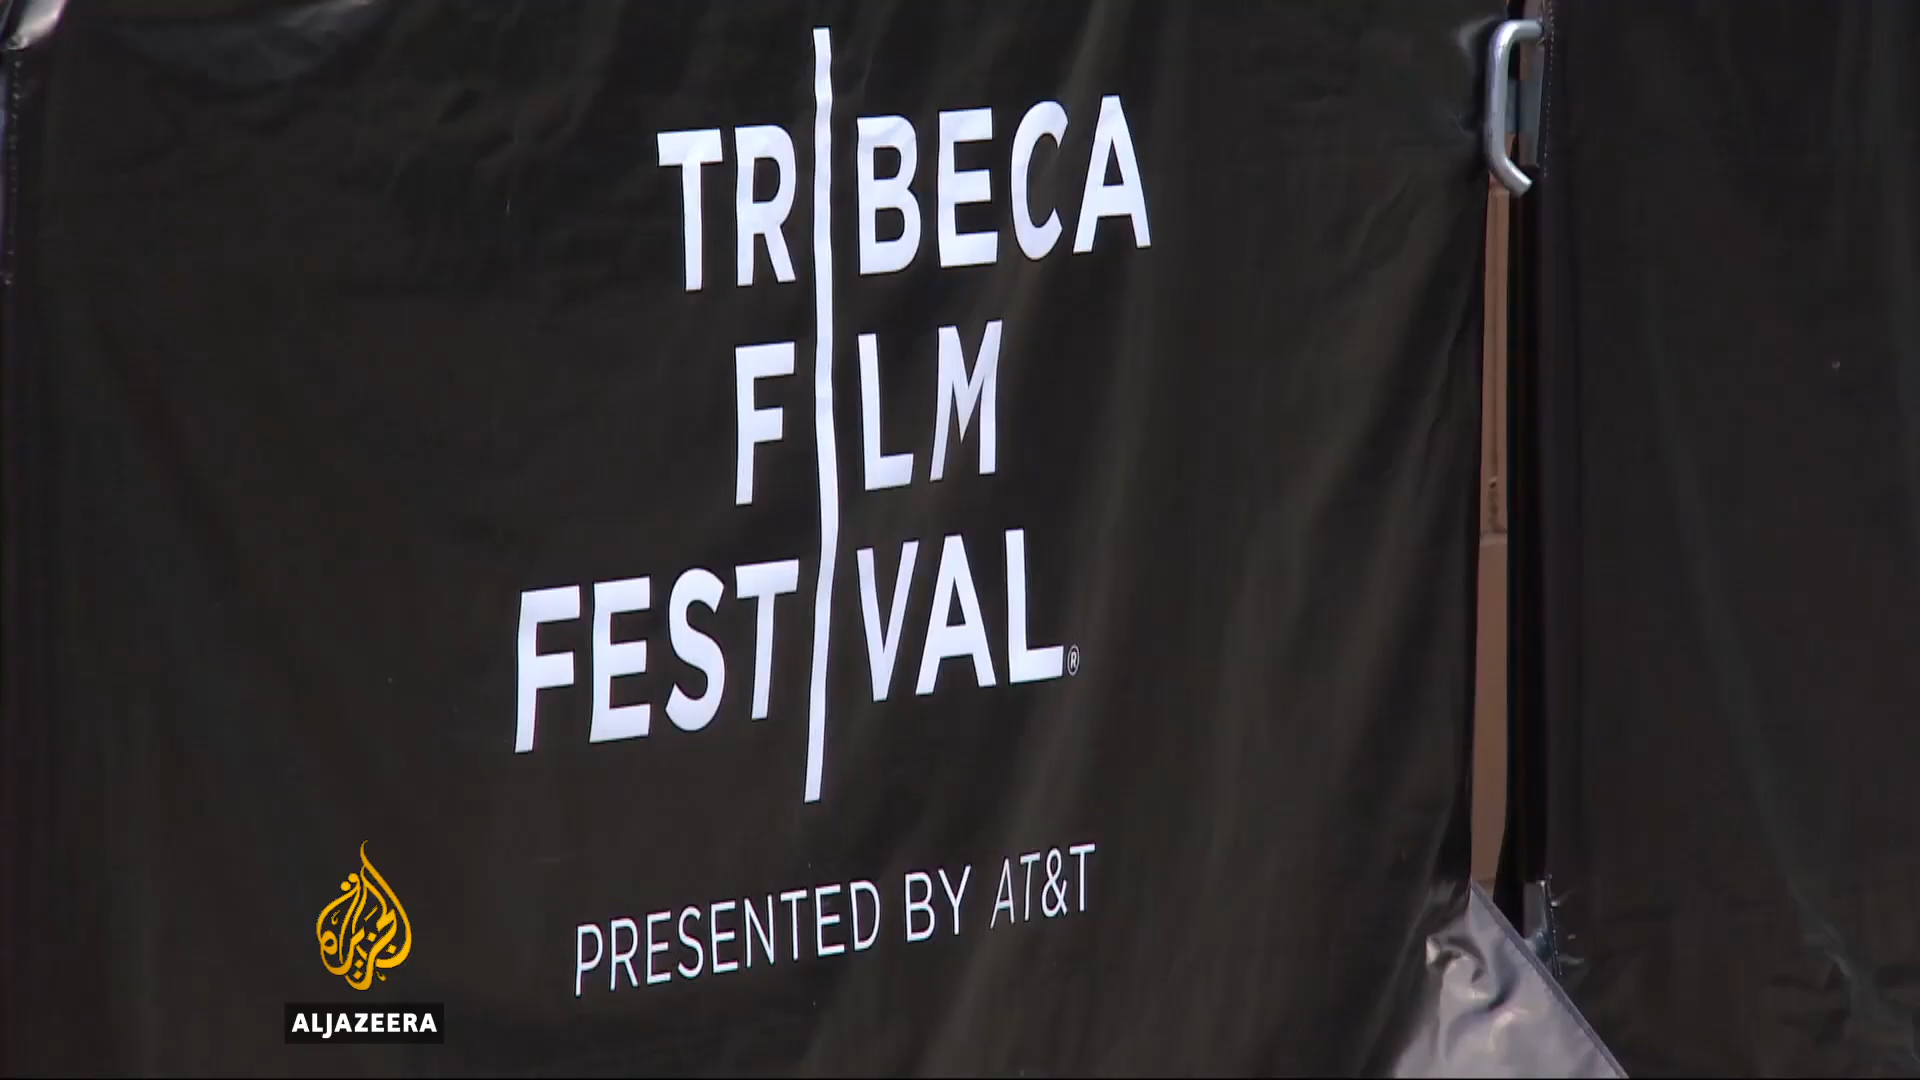 TRIBECA
FILM
FESTIVAL®
PRESENTED BY AT&T
الجزيرة
ALJAZEERA